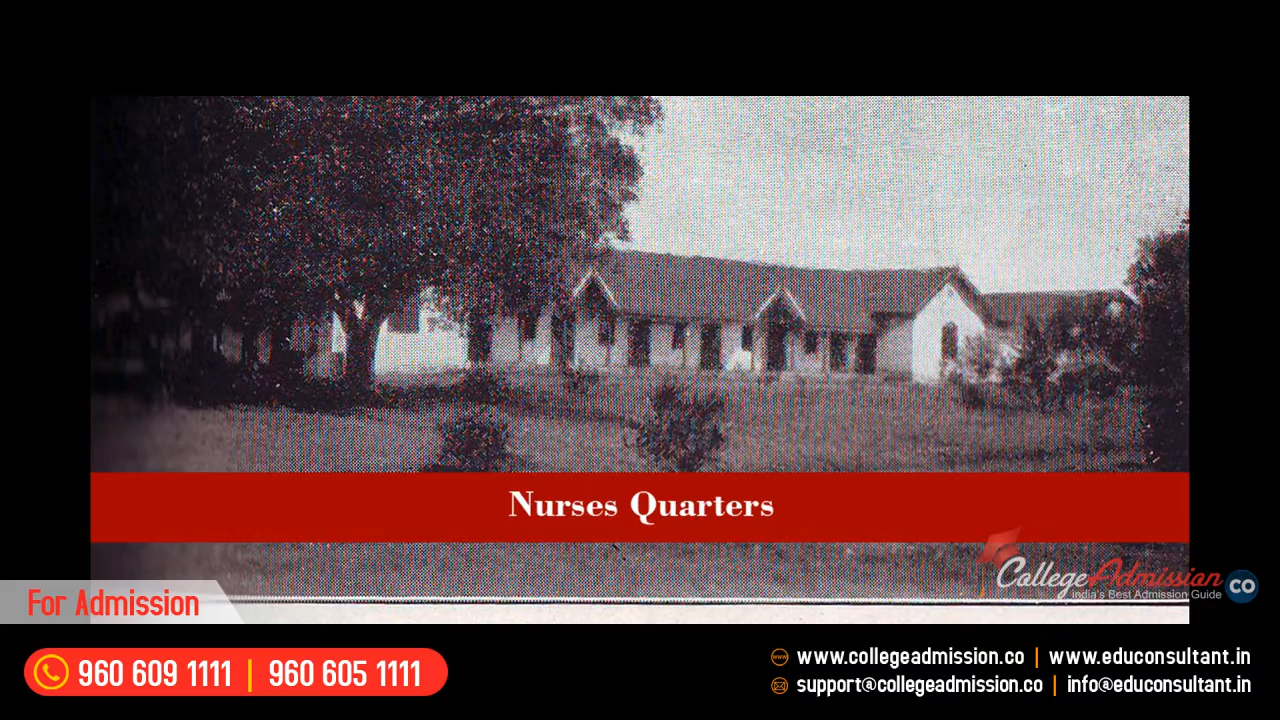 Nurses Quarters
CollegeAdmission CO
india's Best Admission Guide
For Admission
960 609 1111 | 960 605 1111
www www.collegeadmission.co | www.educonsultant.in
support@collegeadmission.co | info@educonsultant.in